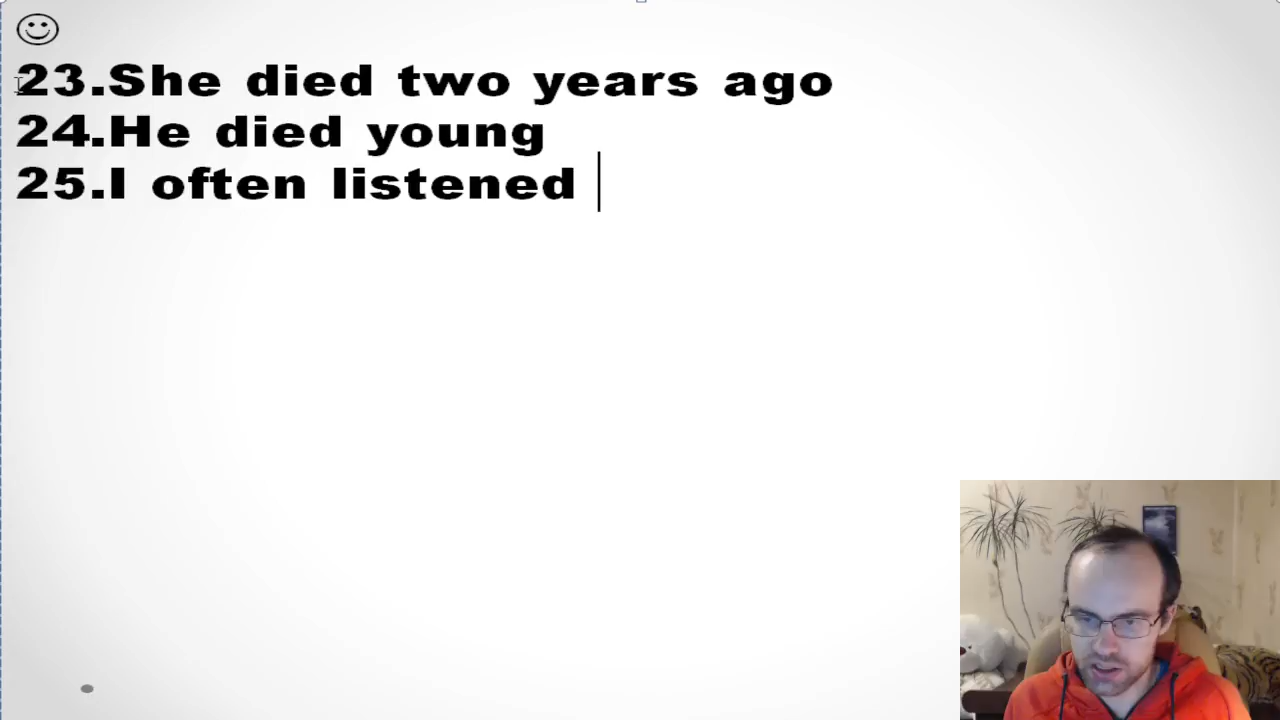 23.She died two years ago
24.He died young
25.I often listened